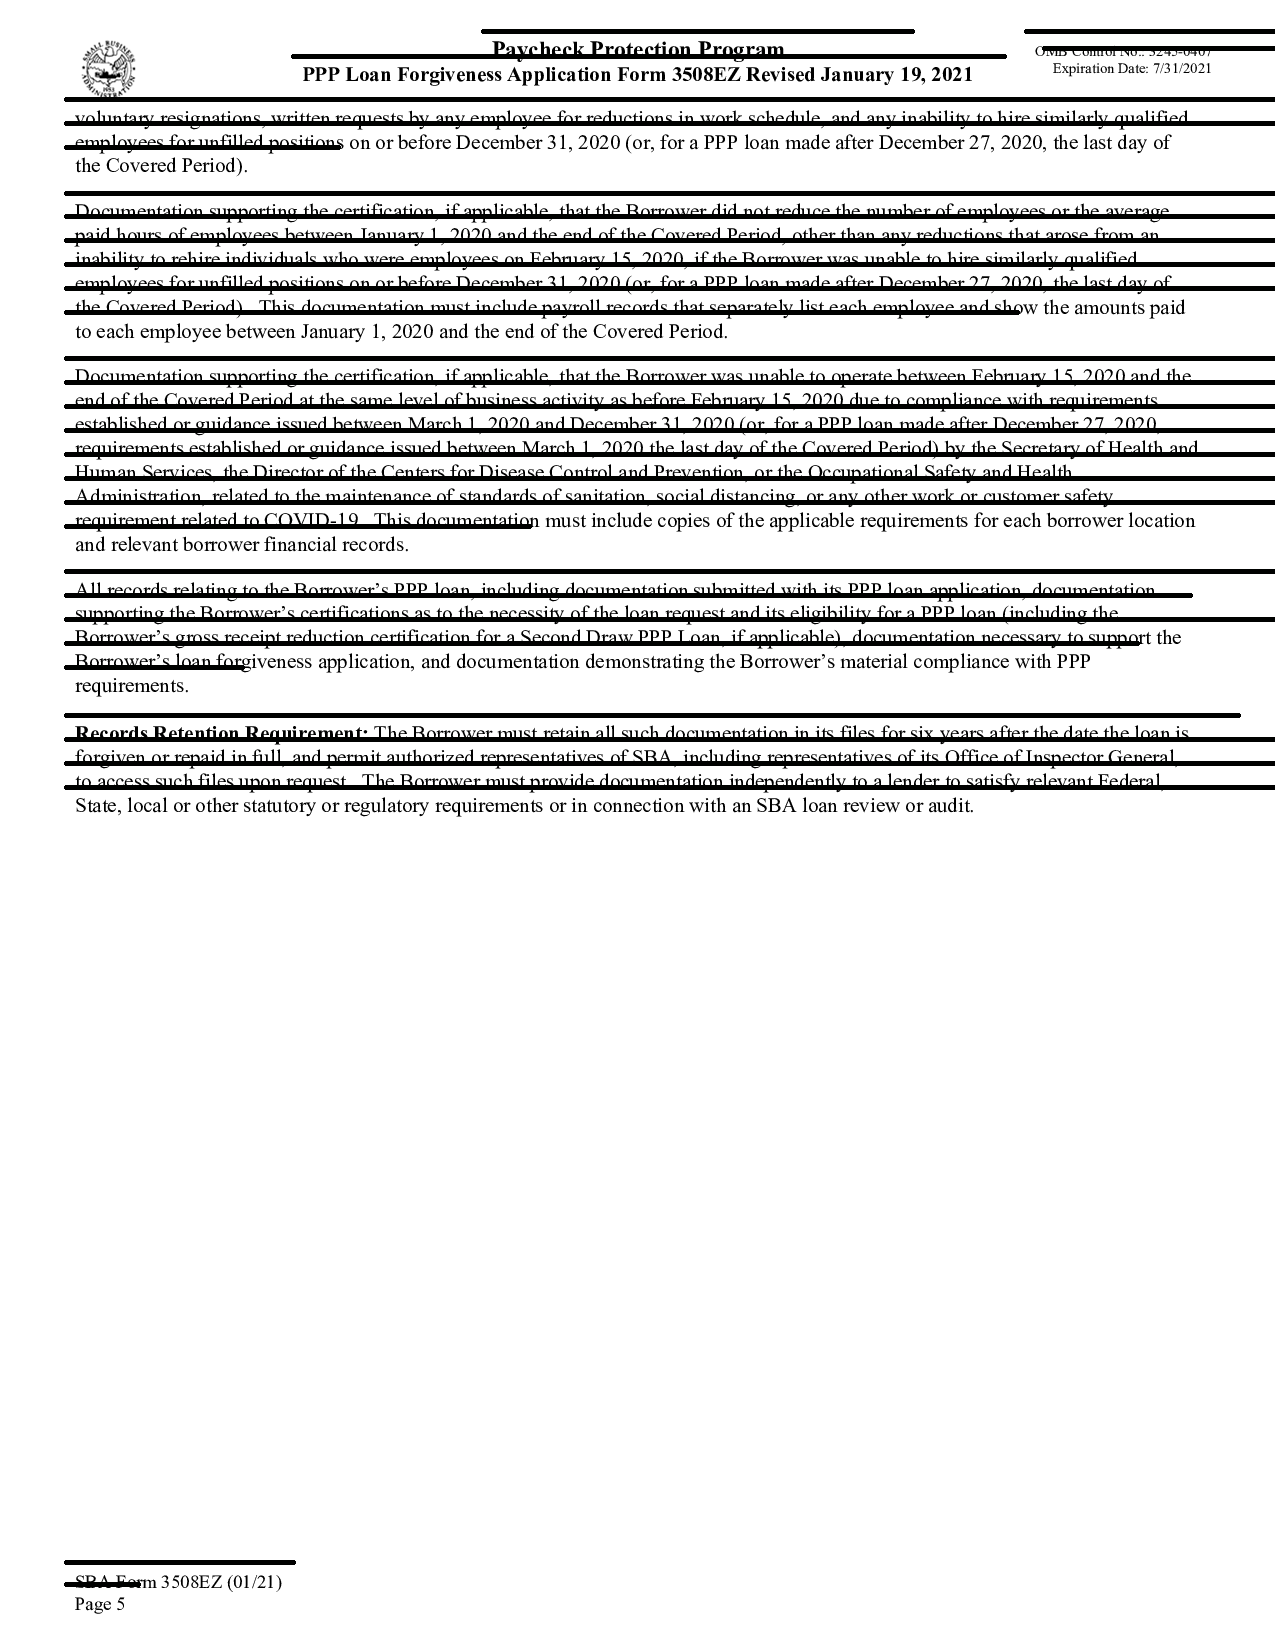 Paycheck Protection Program
OMB Control No.: 3245-0407
PPP Loan Forgiveness Application Form 3508EZ Revised January 19, 2021
Expiration Date: 7/31/2021
voluntary resignations, written requests by any employee for reductions in work schedule, and any inability to hire similarly qualified
employees for unfilled positions on or before December 31, 2020 (or, for a PPP loan made after December 27, 2020, the last day of
the Covered Period).
Documentation supporting the certification, if applicable, that the Borrower did not reduce the number of employees or the average
paid hours of employees between January 1, 2020 and the end of the Covered Period, other than any reductions that arose from an
inability to rehire individuals who were employees on February 15, 2020, if the Borrower was unable to hire similarly qualified
employees for unfilled positions on or before December 31, 2020 (or, for a PPP loan made after December 27, 2020, the last day of
the Covered Period). This documentation must include payroll records that separately list each employee and show the amounts paid
to each employee between January 1, 2020 and the end of the Covered Period.
Documentation supporting the certification, if applicable, that the Borrower was unable to operate between February 15, 2020 and the
end of the Covered Period at the same level of business activity as before February 15, 2020 due to compliance with requirements
established or guidance issued between March 1, 2020 and December 31, 2020 (or, for a PPP loan made after December 27, 2020,
requirements established or guidance issued between March 1, 2020 the last day of the Covered Period) by the Secretary of Health and
Human Services, the Director of the Centers for Disease Control and Prevention, or the Occupational Safety and Health
Administration, related to the maintenance of standards of sanitation, social distancing, or any other work or customer safety
requirement related to COVID-19. This documentation must include copies of the applicable requirements for each borrower location
and relevant borrower financial records.
All records relating to the Borrower’s PPP loan, including documentation submitted with its PPP loan application, documentation
supporting the Borrower’s certifications as to the necessity of the loan request and its eligibility for a PPP loan (including the
Borrower’s gross receipt reduction certification for a Second Draw PPP Loan, if applicable), documentation necessary to support the
Borrower’s loan forgiveness application, and documentation demonstrating the Borrower’s material compliance with PPP
requirements.
Records Retention Requirement: The Borrower must retain all such documentation in its files for six years after the date the loan is
forgiven or repaid in full, and permit authorized representatives of SBA, including representatives of its Office of Inspector General,
to access such files upon request. The Borrower must provide documentation independently to a lender to satisfy relevant Federal,
State, local or other statutory or regulatory requirements or in connection with an SBA loan review or audit.
SBA Form 3508EZ (01/21)
Page 5